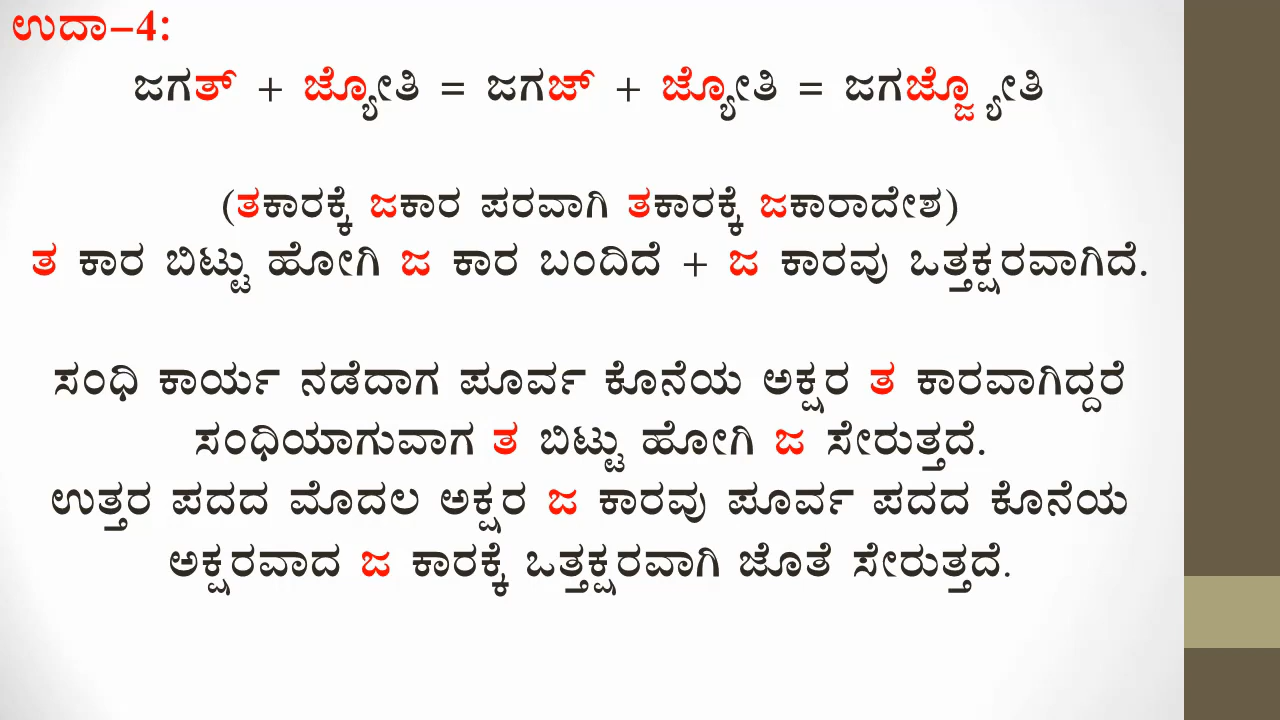 ಉದಾ-4:
ಜಗತ್ + ಜ್ಯೋತಿ = ಜಗಜ್ + ಜ್ಯೋತಿ = ಜಗಜ್ಜ್ಯೋತಿ
(ತಕಾರಕ್ಕೆ ಜಕಾರ ಪರವಾಗಿ ತಕಾರಕ್ಕೆ ಜಕಾರಾದೇಶ)
ತ ಕಾರ ಬಿಟ್ಟು ಹೋಗಿ ಜ ಕಾರ ಬಂದಿದೆ + ಜ ಕಾರವು ಒತ್ತಕ್ಷರವಾಗಿದೆ.
ಸಂಧಿ ಕಾರ್ಯ ನಡೆದಾಗ ಪೂರ್ವ ಕೊನೆಯ ಅಕ್ಷರ ತ ಕಾರವಾಗಿದ್ದರೆ
ಸಂಧಿಯಾಗುವಾಗ ತ ಬಿಟ್ಟು ಹೋಗಿ ಜ ಸೇರುತ್ತದೆ.
ಉತ್ತರ ಪದದ ಮೊದಲ ಅಕ್ಷರ ಜ ಕಾರವು ಪೂರ್ವ ಪದದ ಕೊನೆಯ
ಅಕ್ಷರವಾದ ಜ ಕಾರಕ್ಕೆ ಒತ್ತಕ್ಷರವಾಗಿ ಜೊತೆ ಸೇರುತ್ತದೆ.